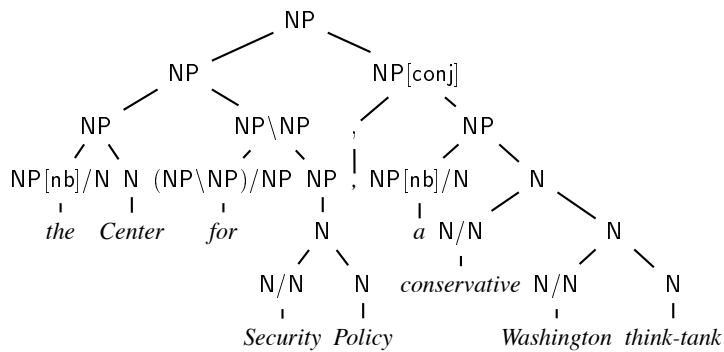 NP
NP NP[conj]
NP NP\NP , NP
NP[nb]/N N (NP\NP)/NP NP , NP[nb]/N N
the Center for N a N/N N
N/N N conservative N/N N
Security Policy Washington think-tank